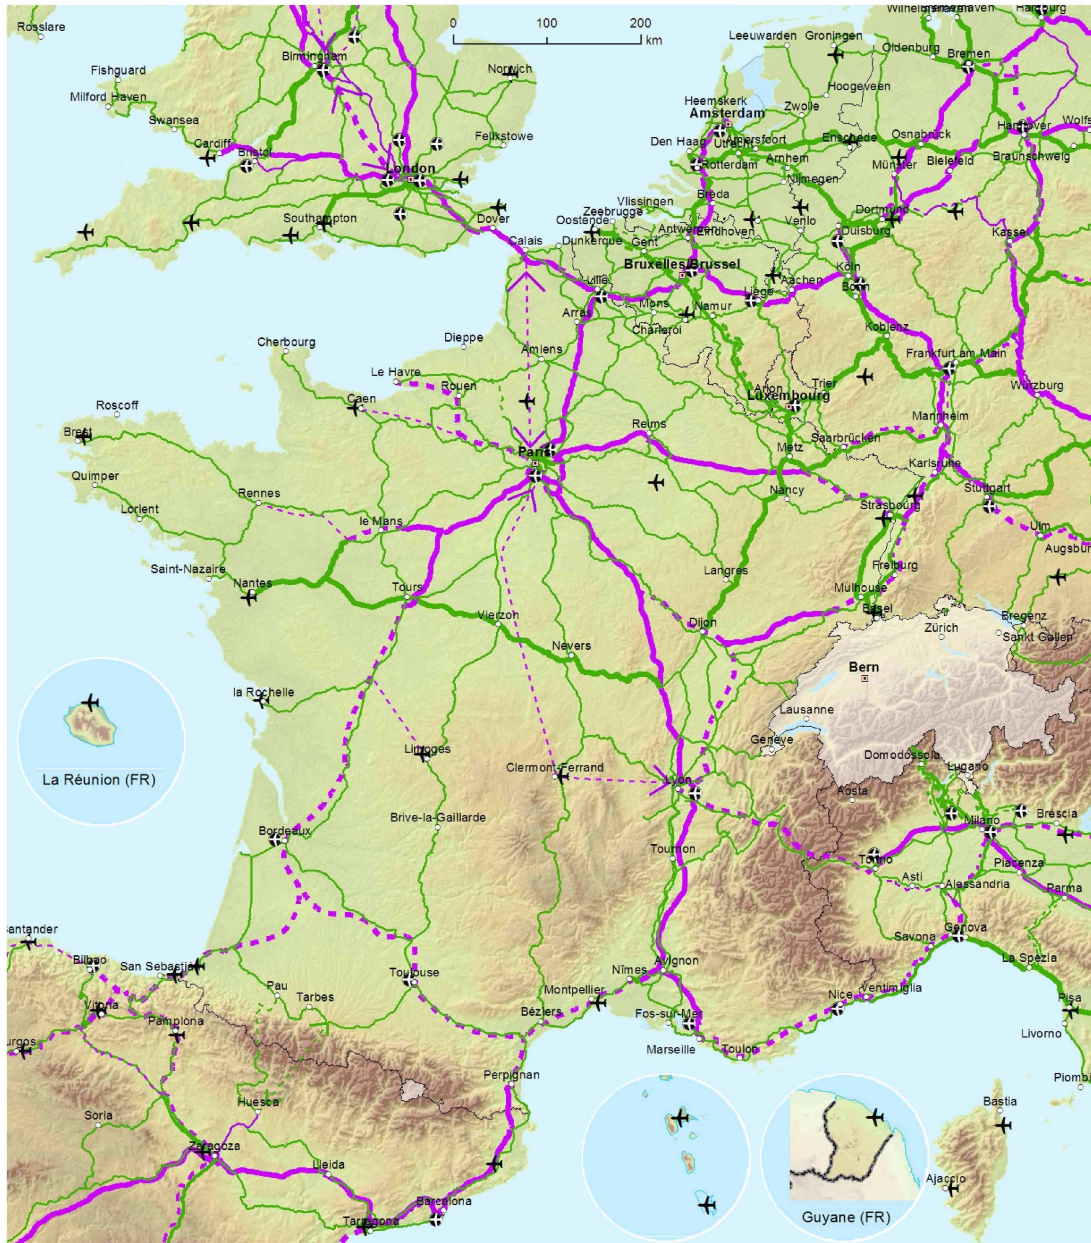 0 100 200
km
Rosslare
Birmingham
Norwich
Fishguard
Milford Haven
Swansea
Cardiff
Bristol
Felixstowe
London
Southampton
Dover
Calais
Leeuwarden
Groningen
Oldenburg
Bremen
Hamburg
Hoogeveen
Heemskerk
Amsterdam
Zwolle
Den Haag
Utrecht
Amersfoort
Enschede
Osnabrück
Hannover
Braunschweig
Rotterdam
Arnhem
Nijmegen
Münster
Bielefeld
Breda
Vlissingen
Zeebrugge
Oostende
Dunkerque
Gent
Antwerpen
Eindhoven
Venlo
Duisburg
Dortmund
Kassel
Bruxelles/Brussel
Köln
Bonn
Aachen
Liège
Namur
Mons
Charleroi
Arras
Koblenz
Frankfurt am Main
Würzburg
Cherbourg
Dieppe
Amiens
Le Havre
Rouen
Caen
Arlon
Trier
Luxembourg
Mannheim
Roscoff
Brest
Quimper
Lorient
Rennes
Paris
Reims
Metz
Saarbrücken
Karlsruhe
Stuttgart
Nancy
Strasbourg
Ulm
le Mans
Saint-Nazaire
Nantes
Tours
Vierzon
Nevers
Langres
Freiburg
Mulhouse
Basel
Dijon
Zürich
Bregenz
Sankt Gallen
Bern
la Rochelle
La Réunion (FR)
Limoges
Clermont-Ferrand
Lyon
Lausanne
Genève
Domodossola
Lugano
Aosta
Brive-la-Gaillarde
Bordeaux
Tournon
Torino
Milano
Bréscia
Piacenza
Asti
Alessandria
Parma
Genova
Savona
La Spezia
Santander
Bilbao
San Sebastián
Vitoria
Pamplona
Pau
Tarbes
Toulouse
Béziers
Montpellier
Nîmes
Avignon
Fos-sur-Mer
Marseille
Toulon
Nice
Ventimiglia
Pisa
Livorno
Perpignan
Huesca
Soria
Zaragoza
Lleida
Barcelona
Tarragona
Bastia
Ajaccio
Guyane (FR)